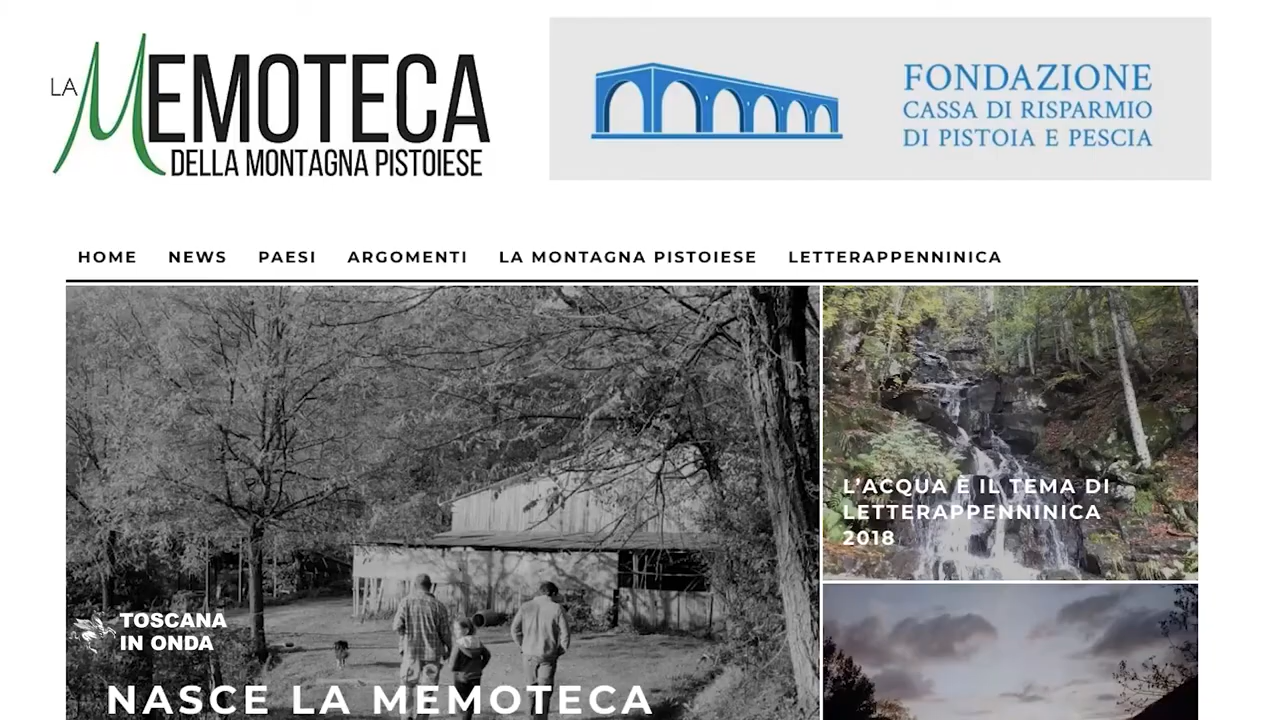 LA MEMOTECA
DELLA MONTAGNA PISTOIESE
FONDAZIONE
CASSA DI RISPARMIO
DI PISTOIA E PESCIA
HOME NEWS PAESI ARGOMENTI LA MONTAGNA PISTOIESE LETTERAPPENNINICA
L'ACQUA È IL TEMA DI
LETTERAPPENNINICA
2018
TOSCANA
IN ONDA
NASCE LA MEMOTECA